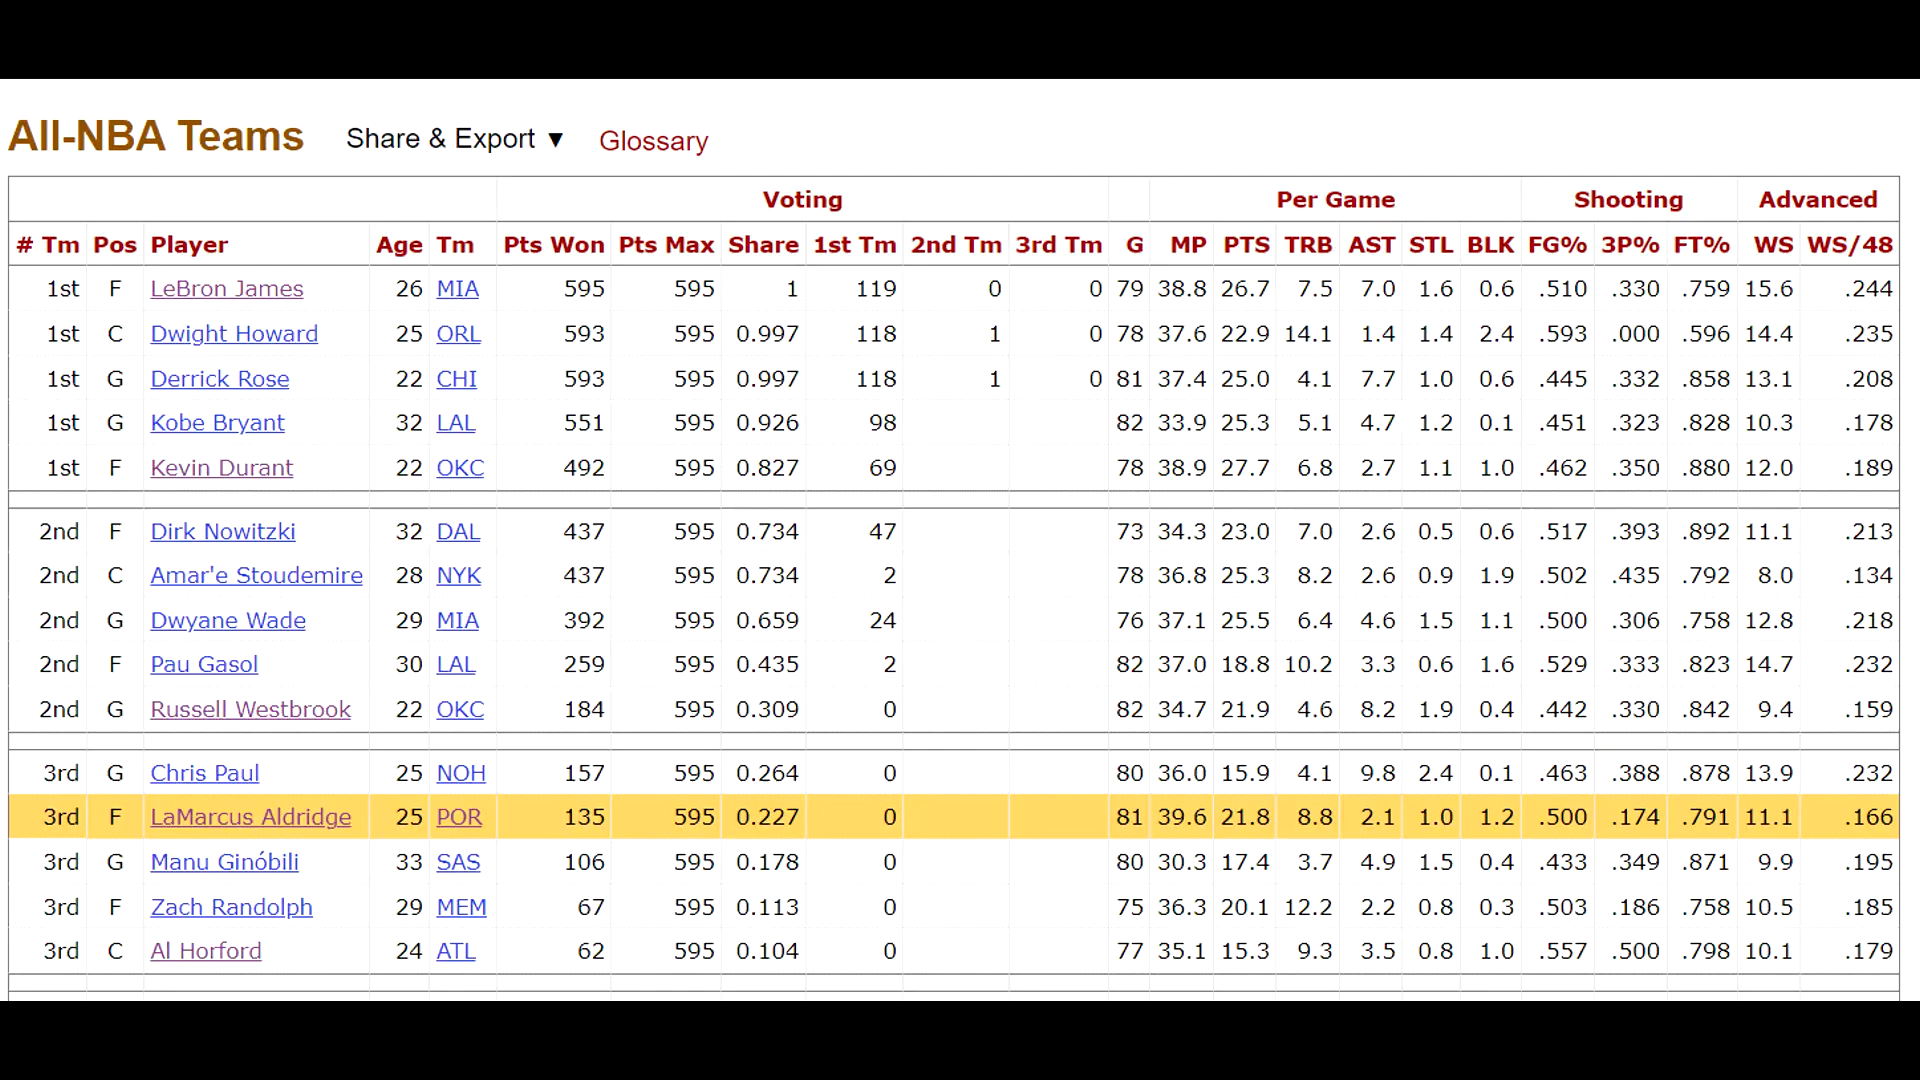 All-NBA Teams Share & Export ▼ Glossary
Voting Per Game Shooting Advanced
# Tm Pos Player Age Tm Pts Won Pts Max Share 1st Tm 2nd Tm 3rd Tm G MP PTS TRB AST STL BLK FG% 3P% FT% WS WS/48
1st F LeBron James 26 MIA 595 595 1 119 0 0 79 38.8 26.7 7.5 7.0 1.6 0.6 .510 .330 .759 15.6 .244
1st C Dwight Howard 25 ORL 593 595 0.997 118 1 0 78 37.6 22.9 14.1 1.4 1.4 2.4 .593 .000 .596 14.4 .235
1st G Derrick Rose 22 CHI 593 595 0.997 118 1 0 81 37.4 25.0 4.1 7.7 1.0 0.6 .445 .332 .858 13.1 .208
1st G Kobe Bryant 32 LAL 551 595 0.926 98 82 33.9 25.3 5.1 4.7 1.2 0.1 .451 .323 .828 10.3 .178
1st F Kevin Durant 22 OKC 492 595 0.827 69 78 38.9 27.7 6.8 2.7 1.1 1.0 .462 .350 .880 12.0 .189
2nd F Dirk Nowitzki 32 DAL 437 595 0.734 47 73 34.3 23.0 7.0 2.6 0.5 0.6 .517 .393 .892 11.1 .213
2nd C Amar'e Stoudemire 28 NYK 437 595 0.734 2 78 36.8 25.3 8.2 2.6 0.9 1.9 .502 .435 .792 8.0 .134
2nd G Dwyane Wade 29 MIA 392 595 0.659 24 76 37.1 25.5 6.4 4.6 1.5 1.1 .500 .306 .758 12.8 .218
2nd F Pau Gasol 30 LAL 259 595 0.435 2 82 37.0 18.8 10.2 3.3 0.6 1.6 .529 .333 .823 14.7 .232
2nd G Russell Westbrook 22 OKC 184 595 0.309 0 82 34.7 21.9 4.6 8.2 1.9 0.4 .442 .330 .842 9.4 .159
3rd G Chris Paul 25 NOH 157 595 0.264 0 80 36.0 15.9 4.1 9.8 2.4 0.1 .463 .388 .878 13.9 .232
3rd F LaMarcus Aldridge 25 POR 135 595 0.227 0 81 39.6 21.8 8.8 2.1 1.0 1.2 .500 .174 .791 11.1 .166
3rd G Manu Ginóbili 33 SAS 106 595 0.178 0 80 30.3 17.4 3.7 4.9 1.5 0.4 .433 .349 .871 9.9 .195
3rd F Zach Randolph 29 MEM 67 595 0.113 0 75 36.3 20.1 12.2 2.2 0.8 0.3 .503 .186 .758 10.5 .185
3rd C Al Horford 24 ATL 62 595 0.104 0 77 35.1 15.3 9.3 3.5 0.8 1.0 .557 .500 .798 10.1 .179